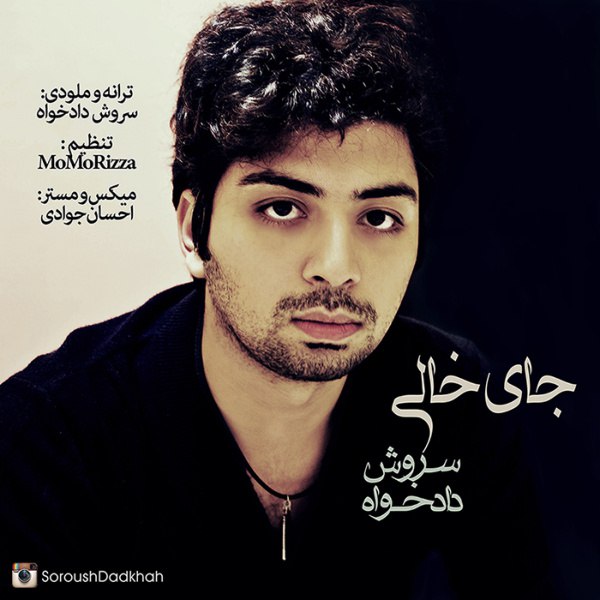 ترانه و ملودی:
سروش دادخواه
تنظیم :
MoMoRizza
میکس و مستر:
احسان جوادی
جای خالی
سروش
دادخواه
SoroushDadkhah